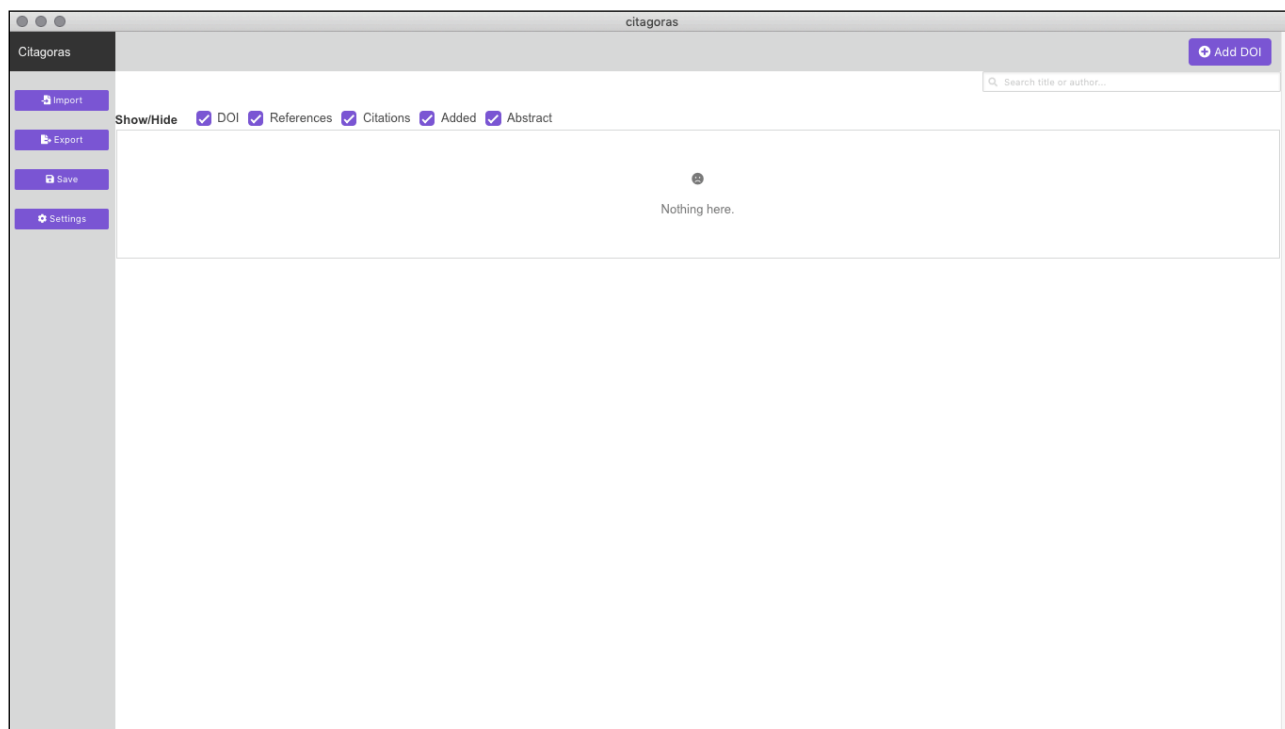 citagoras
Citagoras
Add DOI
Search title or author...
Import
Show/Hide DOI References Citations Added Abstract
Export
Save
Nothing here.
Settings